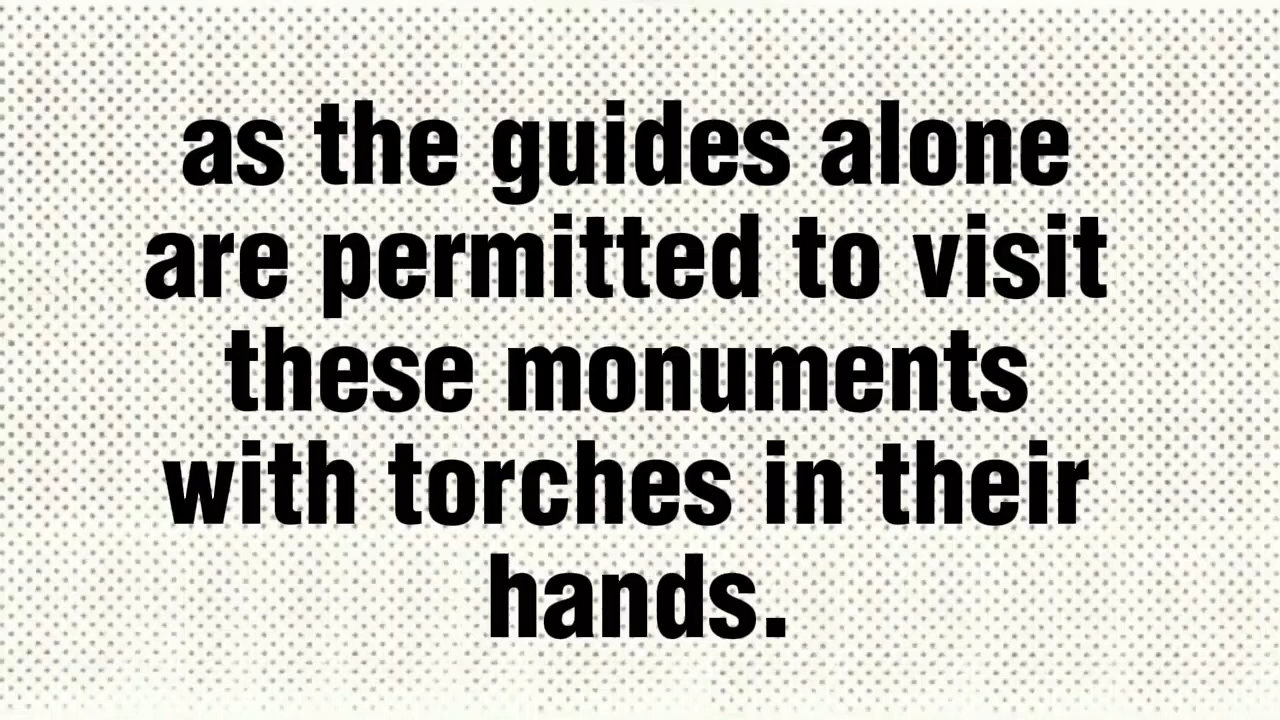 as the guides alone
are permitted to visit
these monuments
with torches in their
hands.